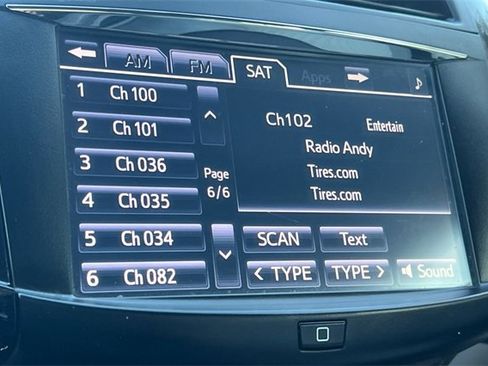 AM FM SAT Apps
1 Ch 100
2 Ch 101
3 Ch 036
4 Ch 035
5 Ch 034
6 Ch 082
Page
6/6
Ch102 Entertain
Radio Andy
Tires.com
Tires.com
SCAN Text
< TYPE TYPE > Sound